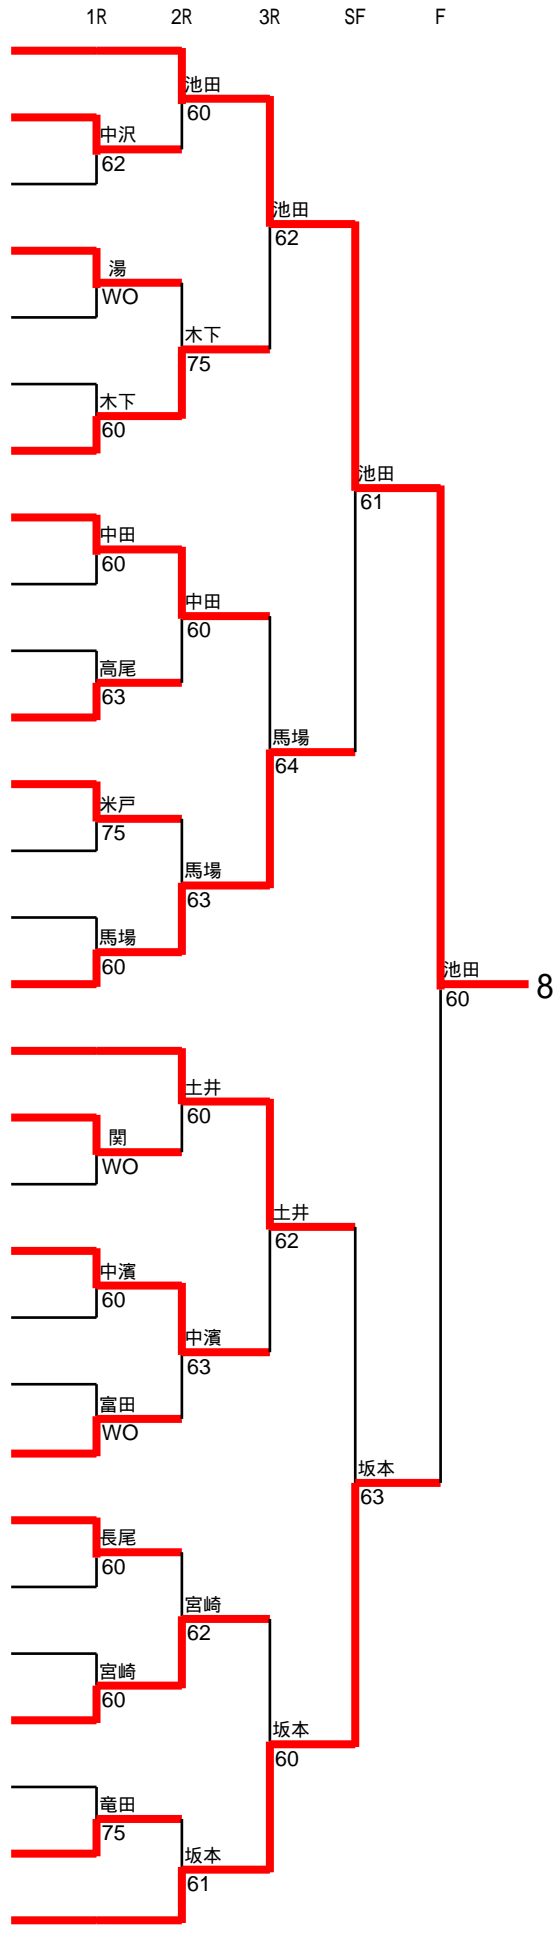 1R 2R 3R SF F
池田
60
中沢
62
池田
62
湯
WO
木下
75
木下
60
池田
61
中田
60
中田
60
高尾
63
馬場
64
米戸
75
馬場
63
馬場
60
池田
60
8
土井
60
関
WO
土井
62
中濱
60
中濱
63
富田
WO
坂本
63
長尾
60
宮崎
62
宮崎
60
坂本
60
竜田
75
坂本
61